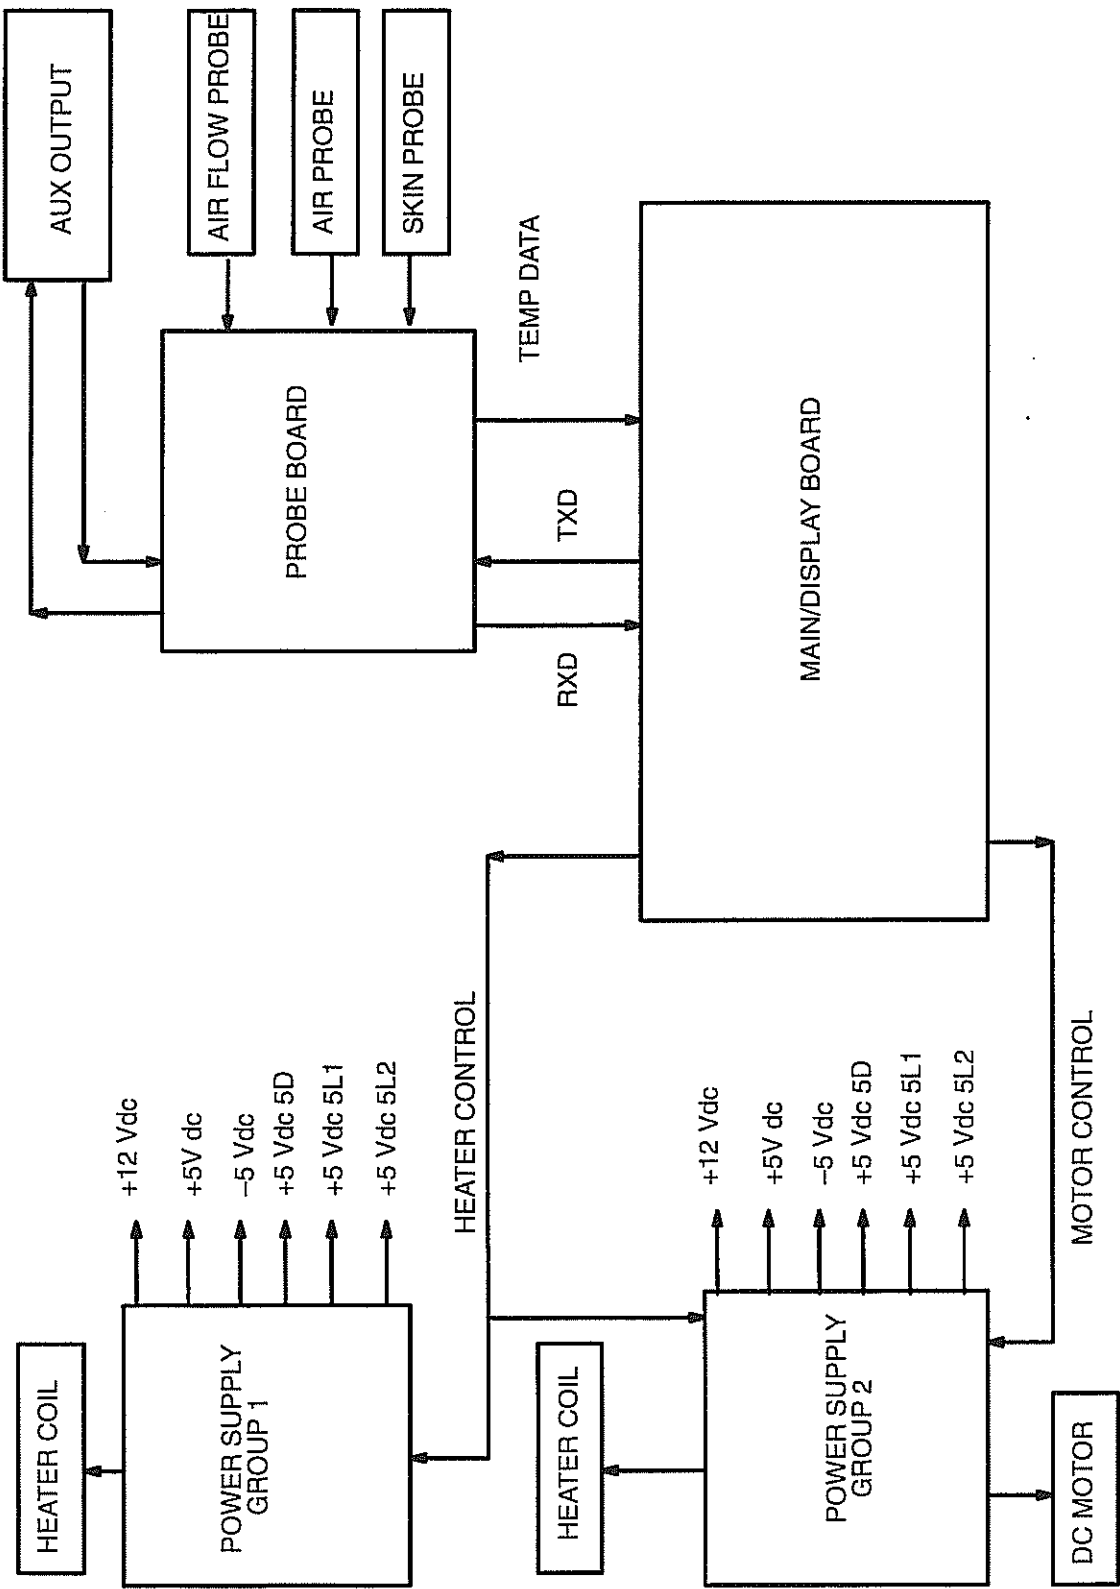 HEATER COIL
POWER SUPPLY
GROUP 1
+12 Vdc
+5V dc
–5 Vdc
+5 Vdc 5D
+5 Vdc 5L1
+5 Vdc 5L2
HEATER CONTROL
AUX OUTPUT
AIR FLOW PROBE
AIR PROBE
SKIN PROBE
PROBE BOARD
RXD
TXD
TEMP DATA
HEATER COIL
POWER SUPPLY
GROUP 2
+12 Vdc
+5V dc
–5 Vdc
+5 Vdc 5D
+5 Vdc 5L1
+5 Vdc 5L2
MAIN/DISPLAY BOARD
DC MOTOR
MOTOR CONTROL